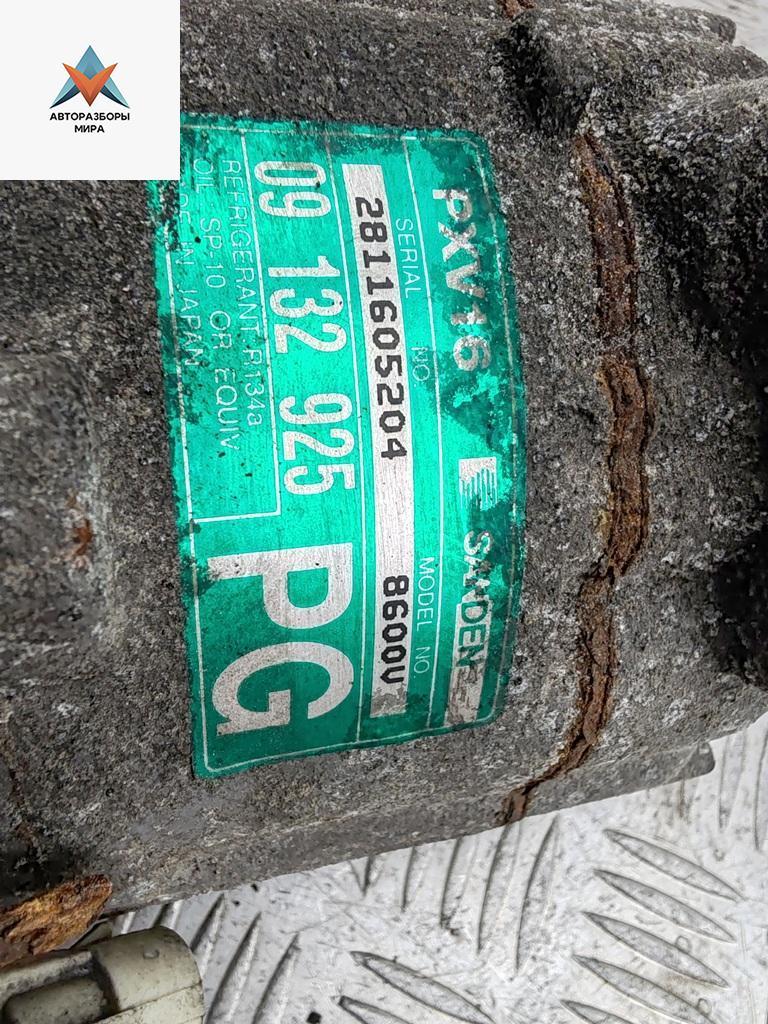 АВТОРАЗБОРЫ
МИРА
PXV16 SANDEN
SERIAL NO. MODEL NO.
2811605204 8600V
09 132 925
PG
REFRIGERANT R134a
OIL SP-10 OR EQUIV
IN JAPAN